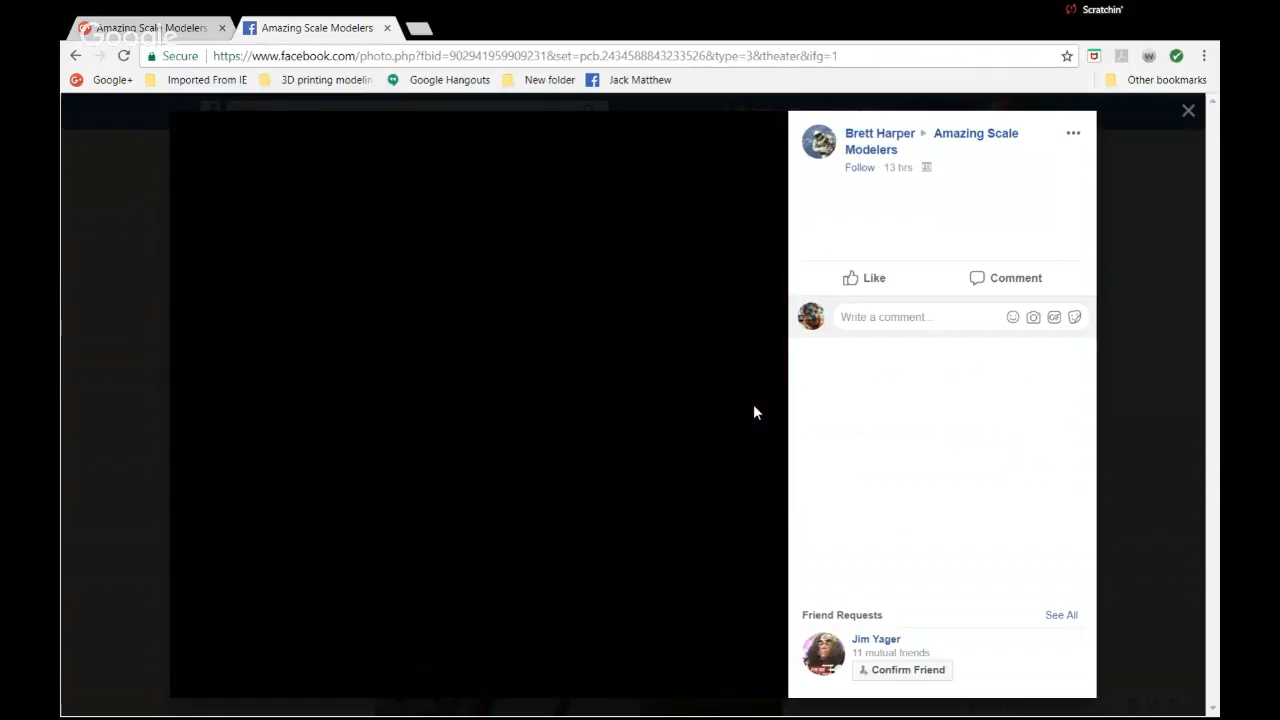 Scratchin'
Amazing Scale Modelers
Amazing Scale Modelers
Google
Secure https://www.facebook.com/photo.php?fbid=902941959909231&set=pcb.2434588843233526&type=3&theater&ifg=1
Google+ Imported From IE 3D printing modelin Google Hangouts New folder Jack Matthew Other bookmarks
Brett Harper Amazing Scale
Modelers
Follow 13 hrs
Like Comment
Write a comment... GIF
Friend Requests See All
Jim Yager
11 mutual friends
Confirm Friend